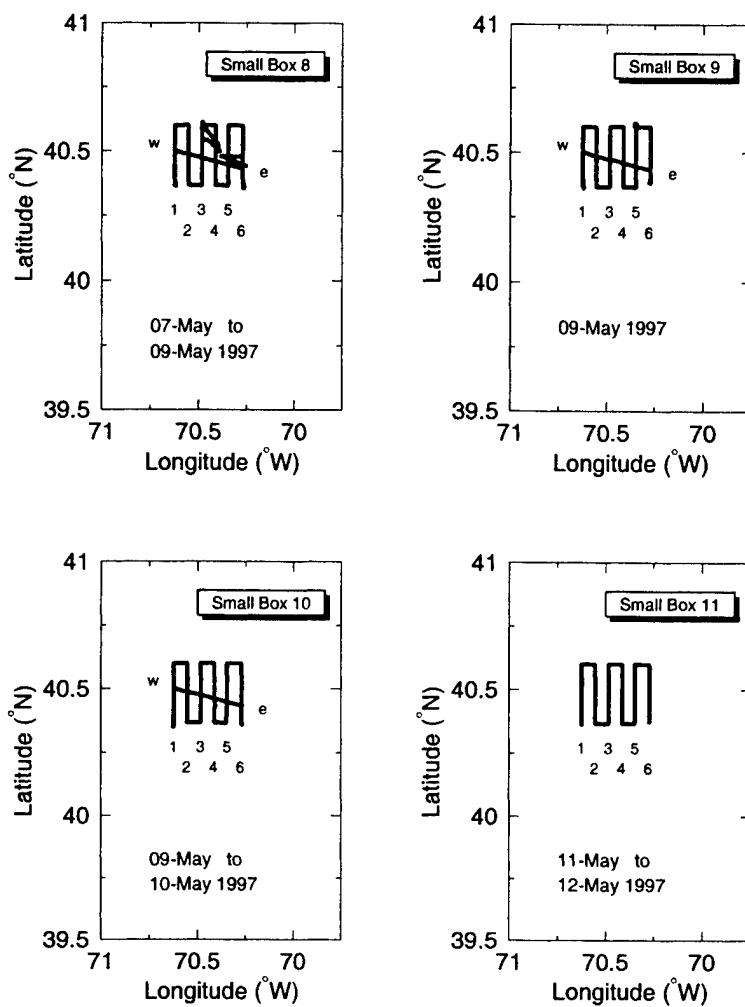 41
Small Box 8
w
40.5
e
1 3 5
2 4 6
Latitude (°N)
40
07-May to
09-May 1997
39.5
71 70.5 70
Longitude (°W)
41
Small Box 9
w
40.5
e
1 3 5
2 4 6
Latitude (°N)
40
09-May 1997
39.5
71 70.5 70
Longitude (°W)
41
Small Box 10
w
40.5
e
1 3 5
2 4 6
Latitude (°N)
40
09-May to
10-May 1997
39.5
71 70.5 70
Longitude (°W)
41
Small Box 11
40.5
1 3 5
2 4 6
Latitude (°N)
40
11-May to
12-May 1997
39.5
71 70.5 70
Longitude (°W)